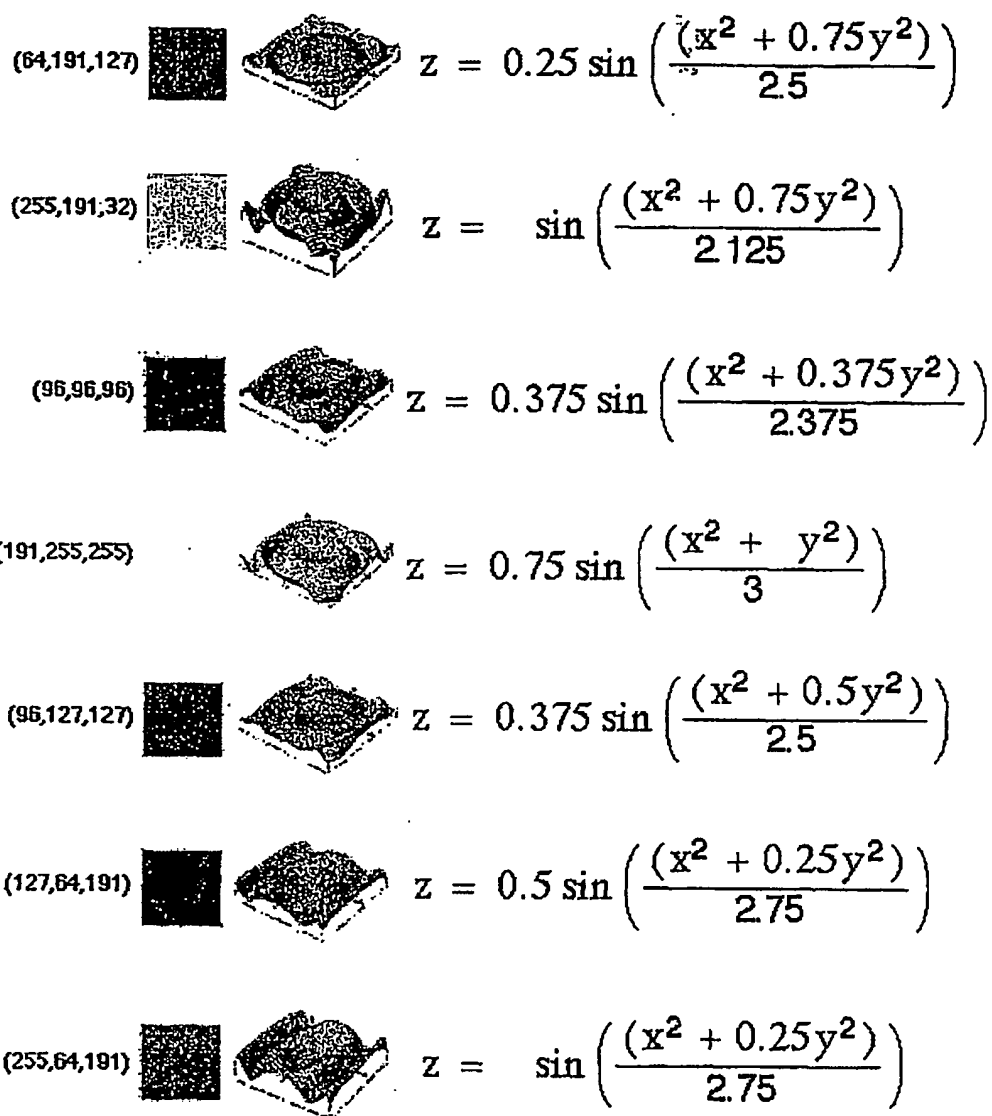 (64,191,127) z = 0.25 sin((x² + 0.75y²)/2.5)
(255,191,32) z = sin((x² + 0.75y²)/2.125)
(96,96,96) z = 0.375 sin((x² + 0.375y²)/2.375)
(191,255,255) z = 0.75 sin((x² + y²)/3)
(96,127,127) z = 0.375 sin((x² + 0.5y²)/2.5)
(127,64,191) z = 0.5 sin((x² + 0.25y²)/2.75)
(255,64,191) z = sin((x² + 0.25y²)/2.75)